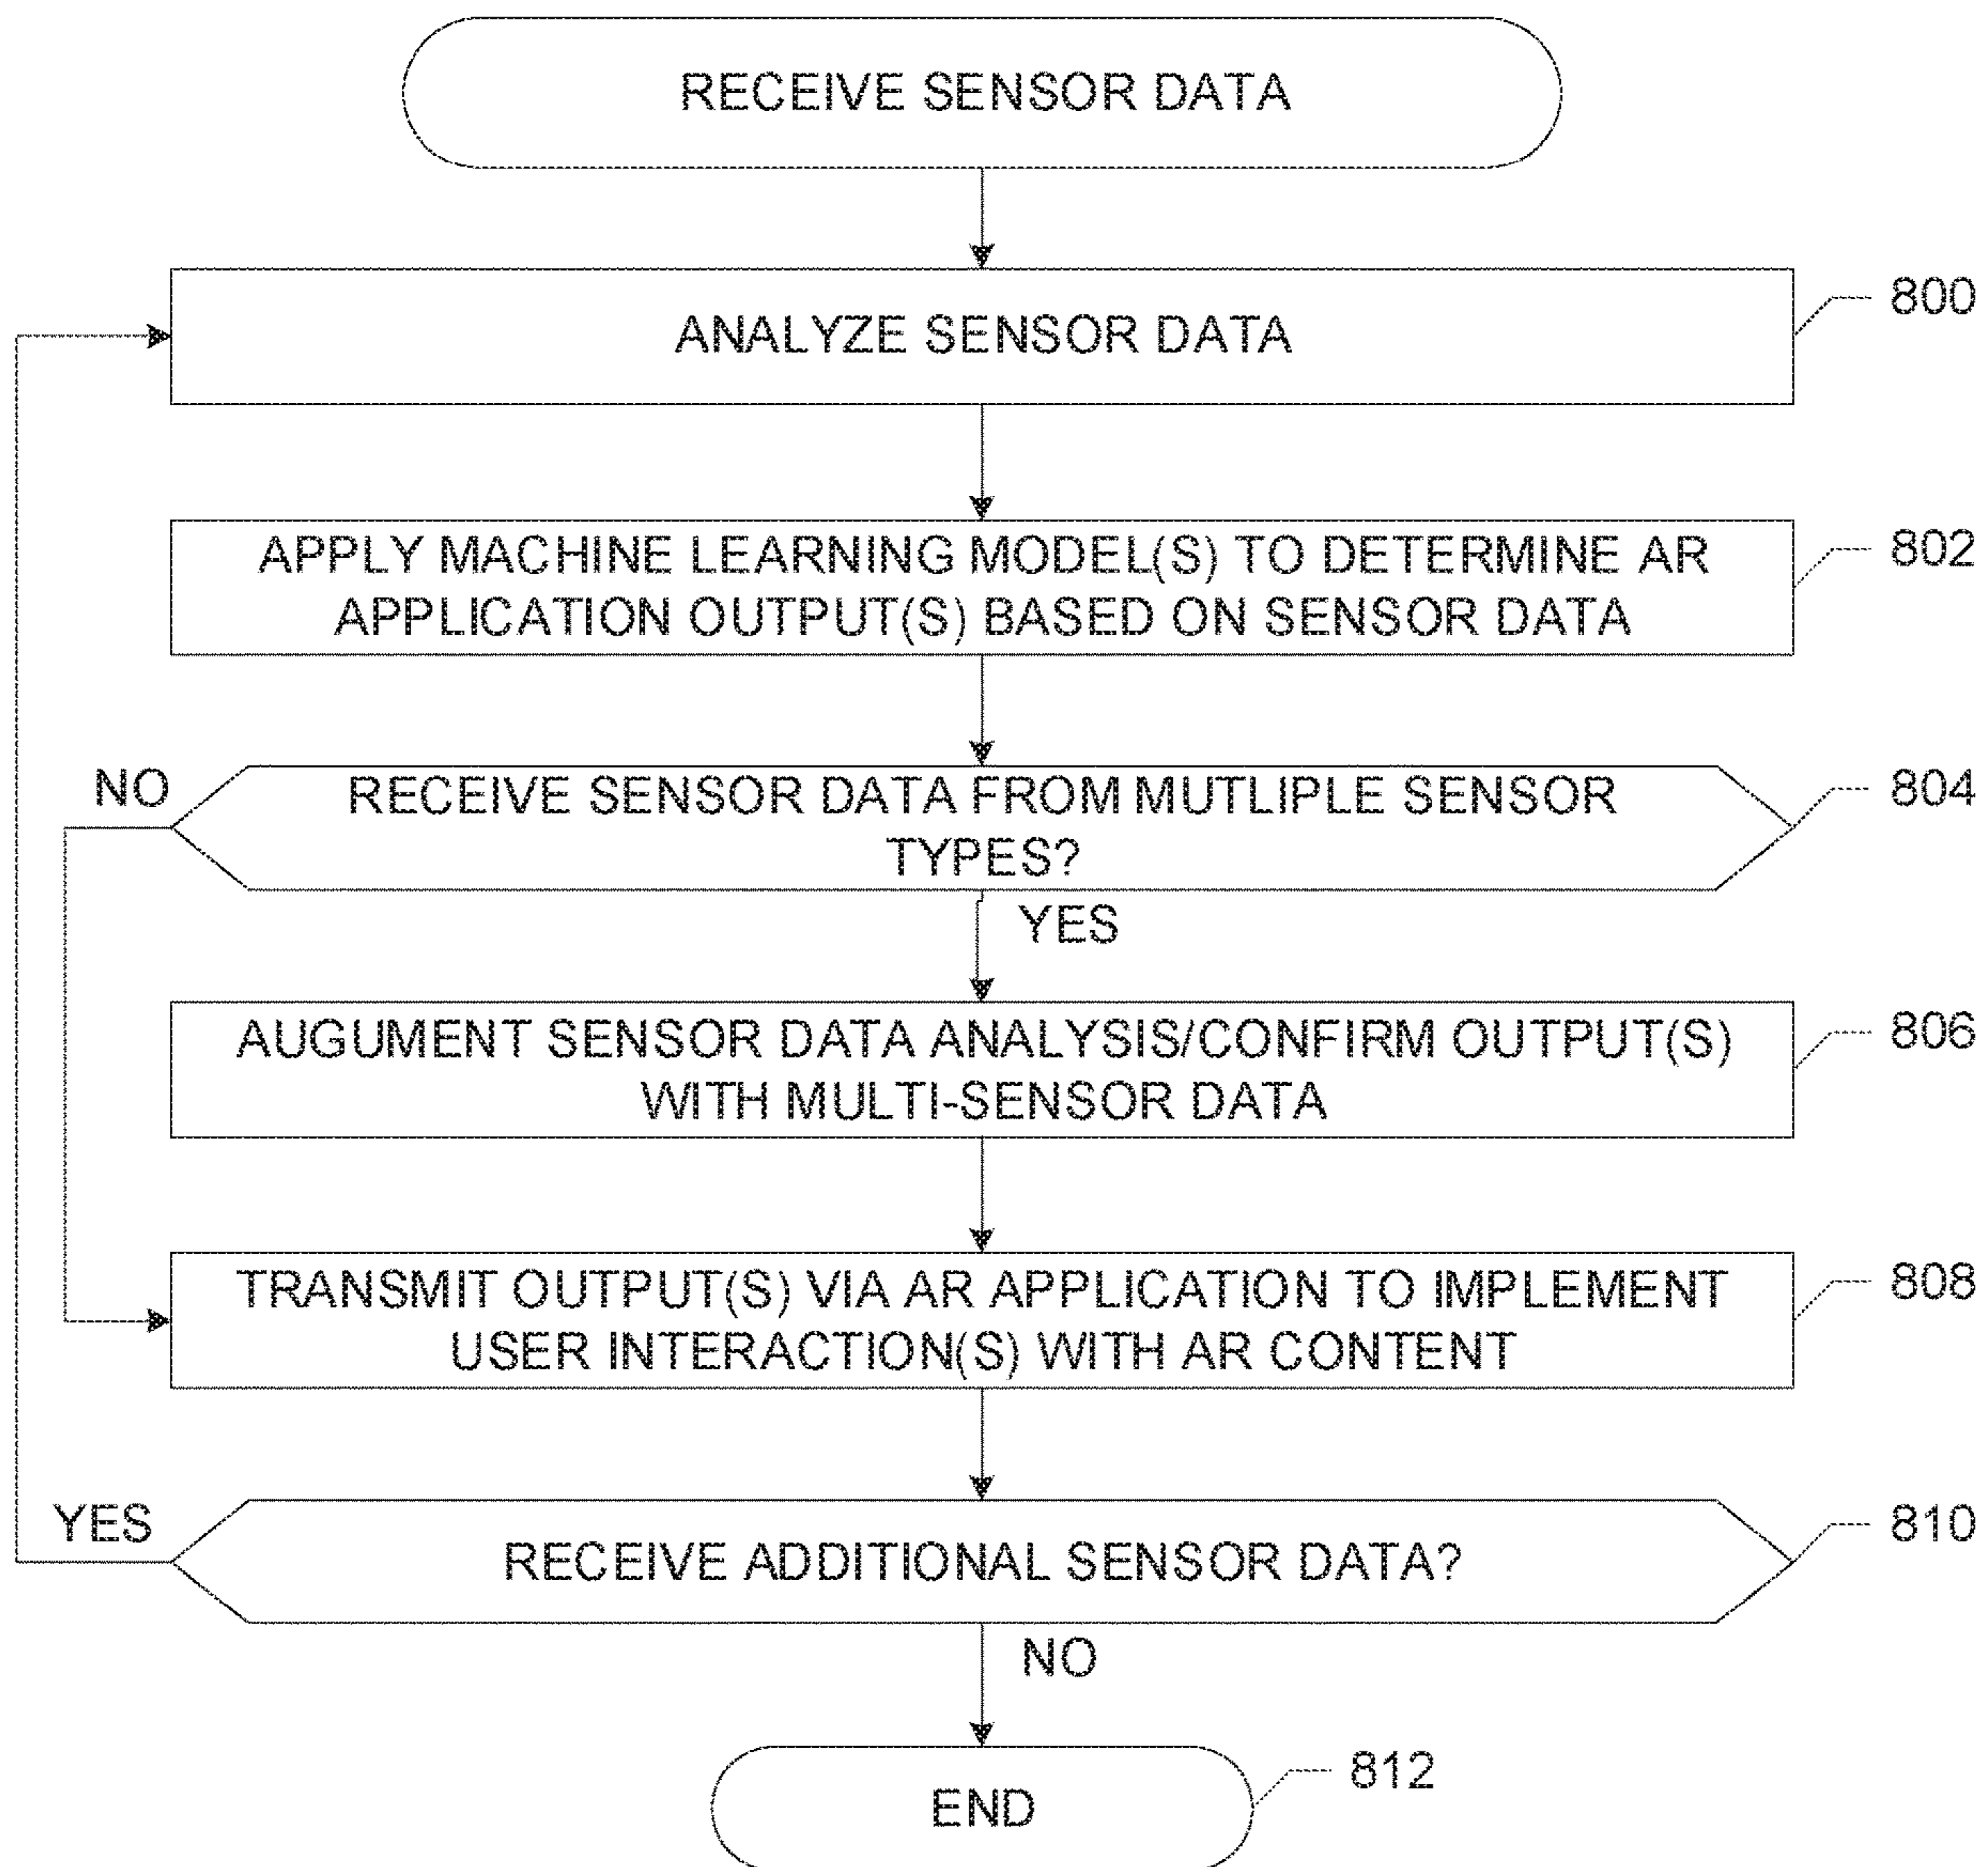 RECEIVE SENSOR DATA
ANALYZE SENSOR DATA
800
APPLY MACHINE LEARNING MODEL(S) TO DETERMINE AR
APPLICATION OUTPUT(S) BASED ON SENSOR DATA
802
NO
RECEIVE SENSOR DATA FROM MUTLIPLE SENSOR
TYPES?
804
YES
AUGUMENT SENSOR DATA ANALYSIS/CONFIRM OUTPUT(S)
WITH MULTI-SENSOR DATA
806
TRANSMIT OUTPUT(S) VIA AR APPLICATION TO IMPLEMENT
USER INTERACTION(S) WITH AR CONTENT
808
YES
RECEIVE ADDITIONAL SENSOR DATA?
810
NO
END
812